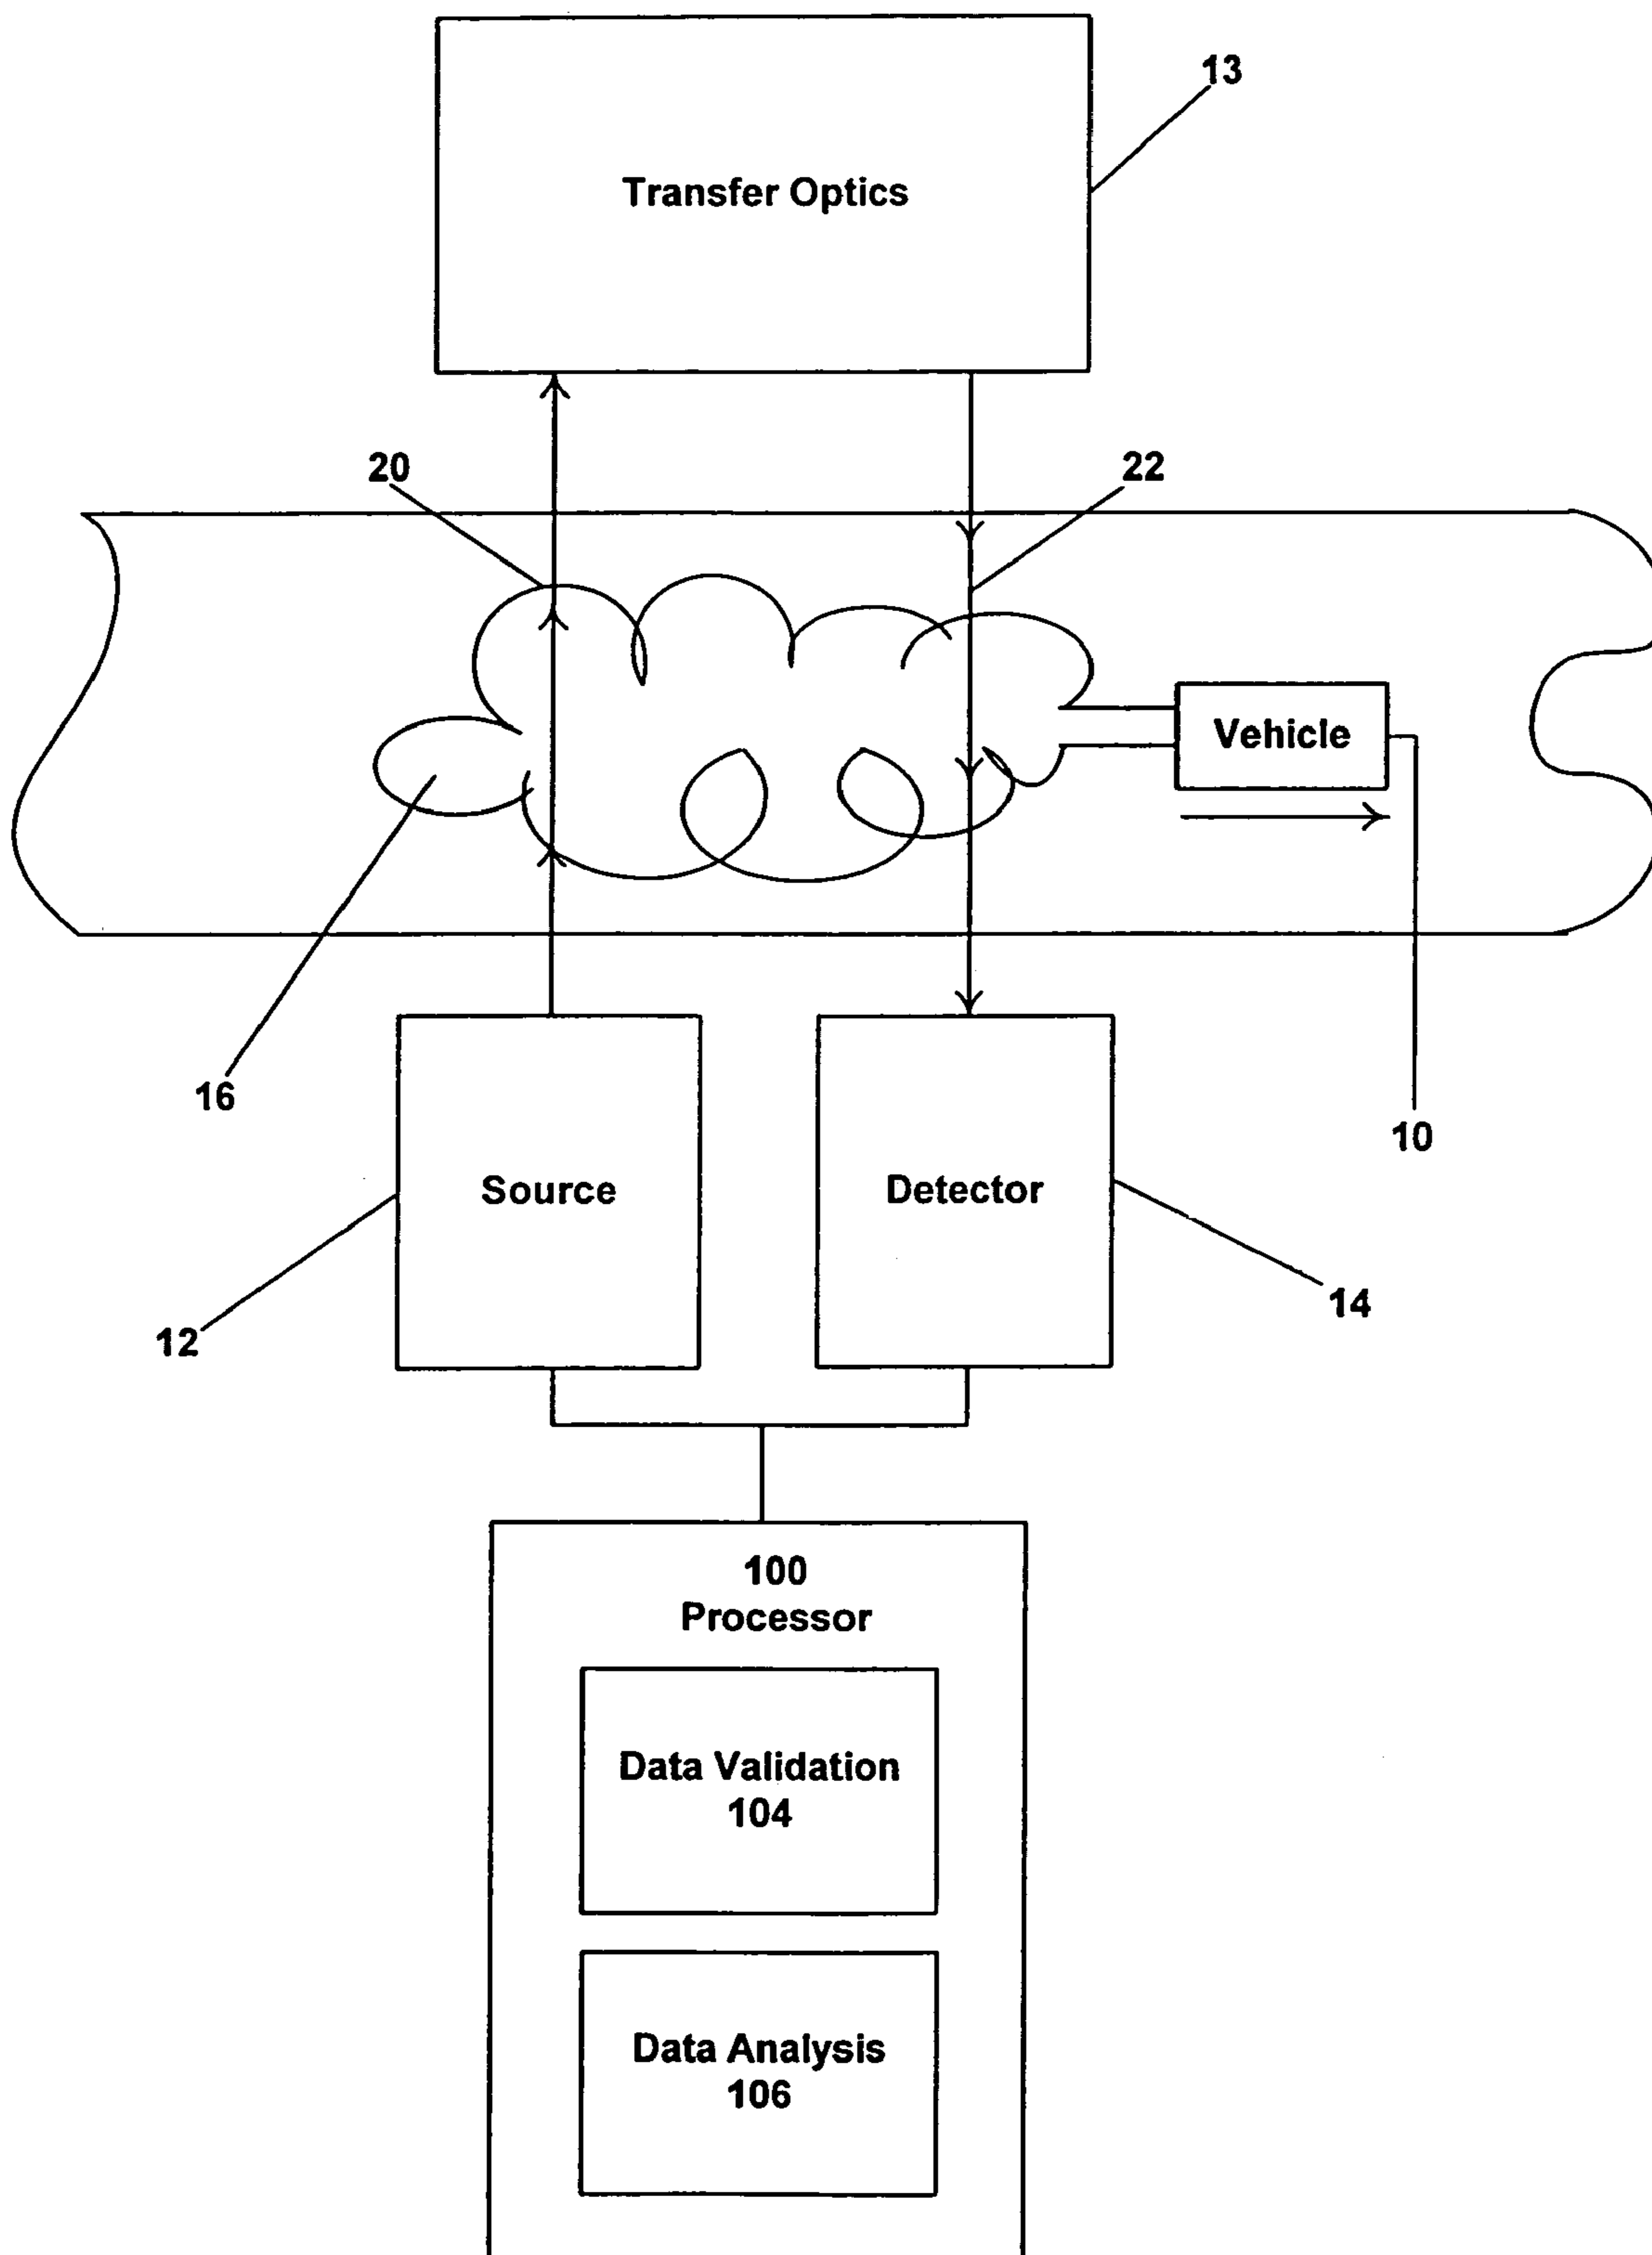 13
Transfer Optics
20
22
Vehicle
16
10
Source
Detector
12
14
100
Processor
Data Validation
104
Data Analysis
106